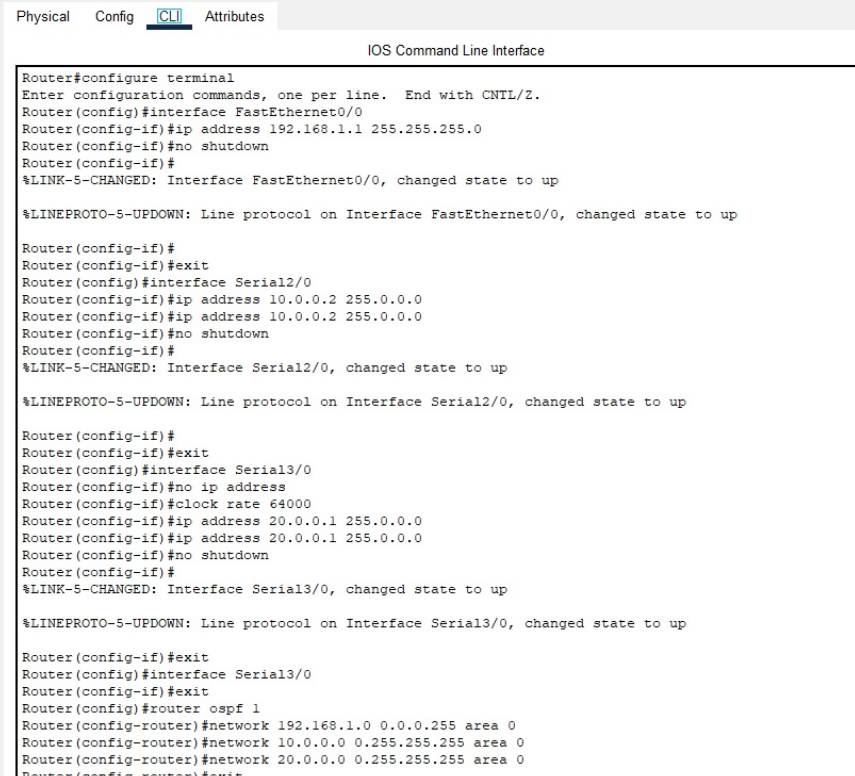 Physical Config CLI Attributes
IOS Command Line Interface
Router#configure terminal
Enter configuration commands, one per line.  End with CNTL/Z.
Router(config)#interface FastEthernet0/0
Router(config-if)#ip address 192.168.1.1 255.255.255.0
Router(config-if)#no shutdown
Router(config-if)#
%LINK-5-CHANGED: Interface FastEthernet0/0, changed state to up
%LINEPROTO-5-UPDOWN: Line protocol on Interface FastEthernet0/0, changed state to up
Router(config-if)#
Router(config-if)#exit
Router(config)#interface Serial2/0
Router(config-if)#ip address 10.0.0.2 255.0.0.0
Router(config-if)#ip address 10.0.0.2 255.0.0.0
Router(config-if)#no shutdown
Router(config-if)#
%LINK-5-CHANGED: Interface Serial2/0, changed state to up
%LINEPROTO-5-UPDOWN: Line protocol on Interface Serial2/0, changed state to up
Router(config-if)#
Router(config-if)#exit
Router(config)#interface Serial3/0
Router(config-if)#no ip address
Router(config-if)#clock rate 64000
Router(config-if)#ip address 20.0.0.1 255.0.0.0
Router(config-if)#ip address 20.0.0.1 255.0.0.0
Router(config-if)#no shutdown
Router(config-if)#
%LINK-5-CHANGED: Interface Serial3/0, changed state to up
%LINEPROTO-5-UPDOWN: Line protocol on Interface Serial3/0, changed state to up
Router(config-if)#exit
Router(config)#interface Serial3/0
Router(config-if)#exit
Router(config)#router ospf 1
Router(config-router)#network 192.168.1.0 0.0.0.255 area 0
Router(config-router)#network 10.0.0.0 0.255.255.255 area 0
Router(config-router)#network 20.0.0.0 0.255.255.255 area 0
Router(config-router)#exit